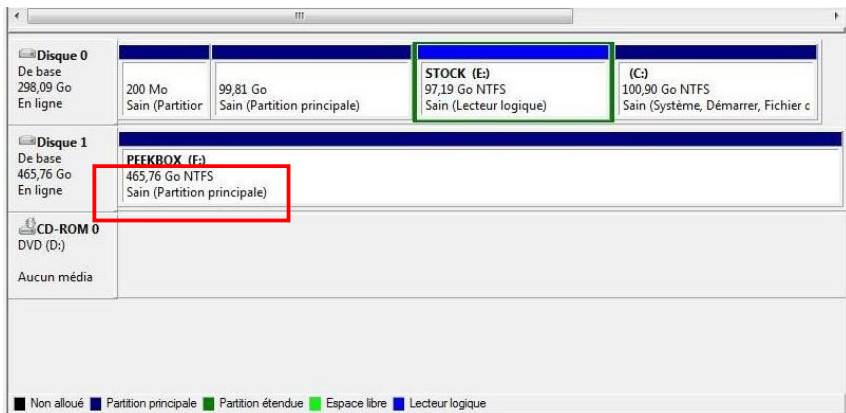 Disque 0
De base
298,09 Go
En ligne
200 Mo
Sain (Partitior
99,81 Go
Sain (Partition principale)
STOCK (E:)
97,19 Go NTFS
Sain (Lecteur logique)
(C:)
100,90 Go NTFS
Sain (Système, Démarrer, Fichier c
Disque 1
De base
465,76 Go
En ligne
PEEKBOX (F:)
465,76 Go NTFS
Sain (Partition principale)
CD-ROM 0
DVD (D:)
Aucun média
Non alloué Partition principale Partition étendue Espace libre Lecteur logique